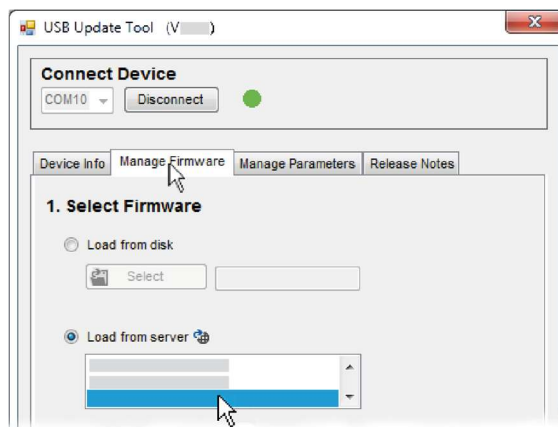 USB Update Tool (V )
Connect Device
COM10 Disconnect
Device Info Manage Firmware Manage Parameters Release Notes
1. Select Firmware
Load from disk
Select
Load from server